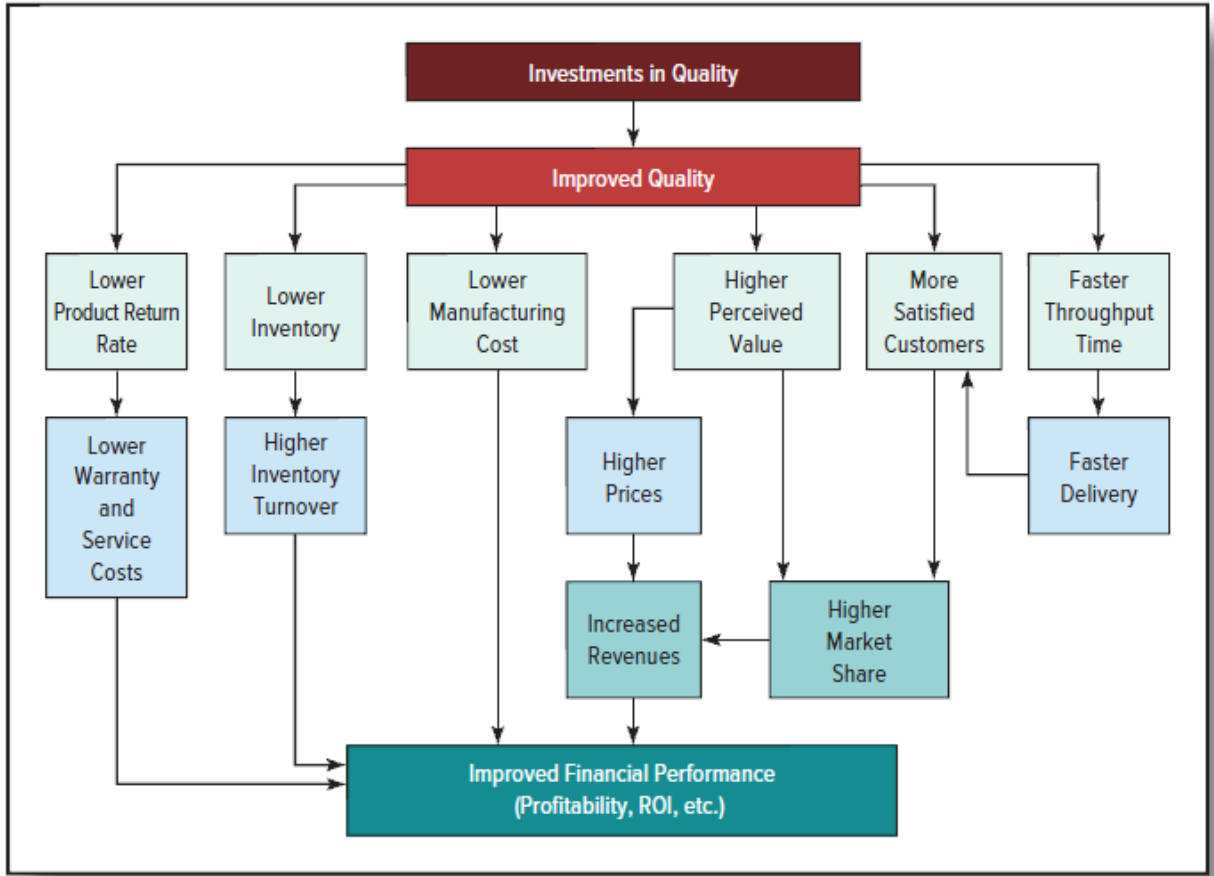 Investments in Quality
Improved Quality
Lower
Product Return
Rate
Lower
Inventory
Lower
Manufacturing
Cost
Higher
Perceived
Value
More
Satisfied
Customers
Faster
Throughput
Time
Lower
Warranty
and
Service
Costs
Higher
Inventory
Turnover
Higher
Prices
Faster
Delivery
Increased
Revenues
Higher
Market
Share
Improved Financial Performance
(Profitability, ROI, etc.)